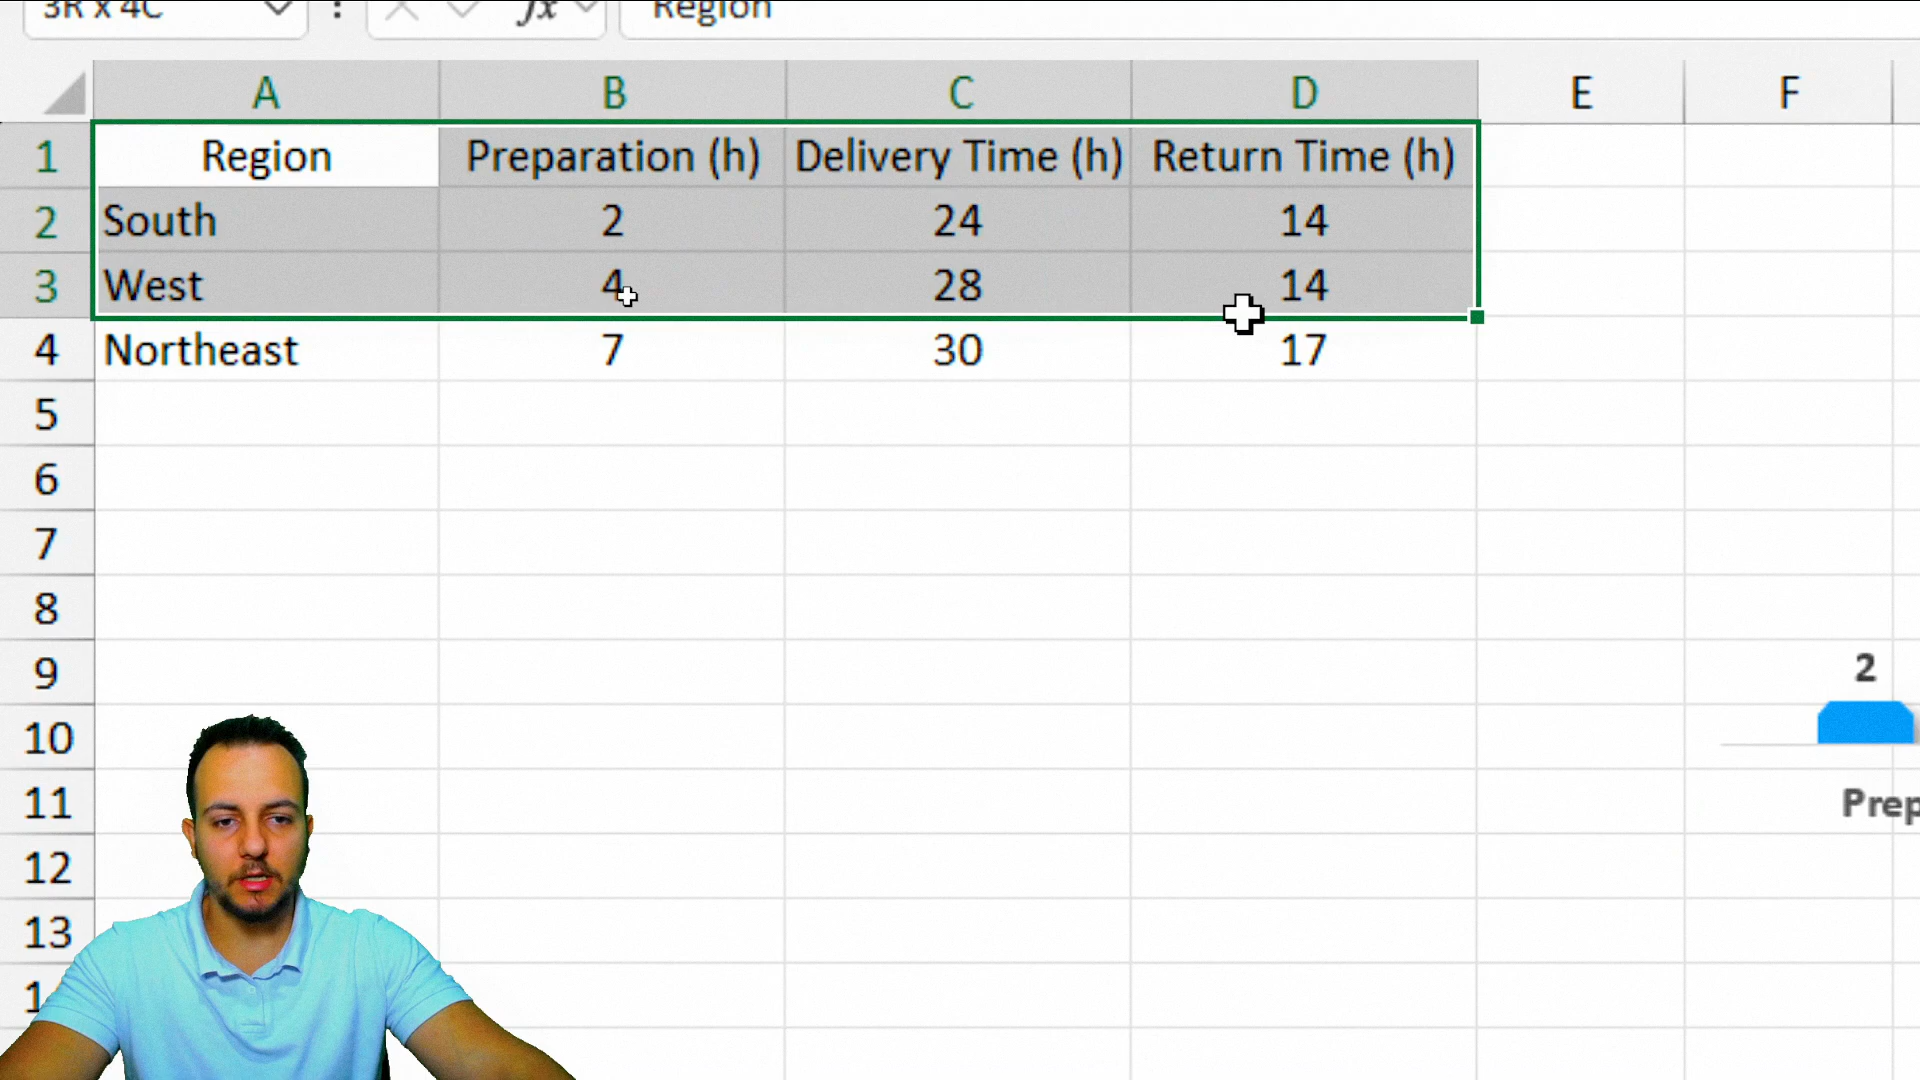 3R x 4C fx Region
A B C D E F
1 Region Preparation (h) Delivery Time (h) Return Time (h)
2 South 2 24 14
3 West 4 28 14
4 Northeast 7 30 17
5
6
7
8
9 2
10
11 Prep
12
13